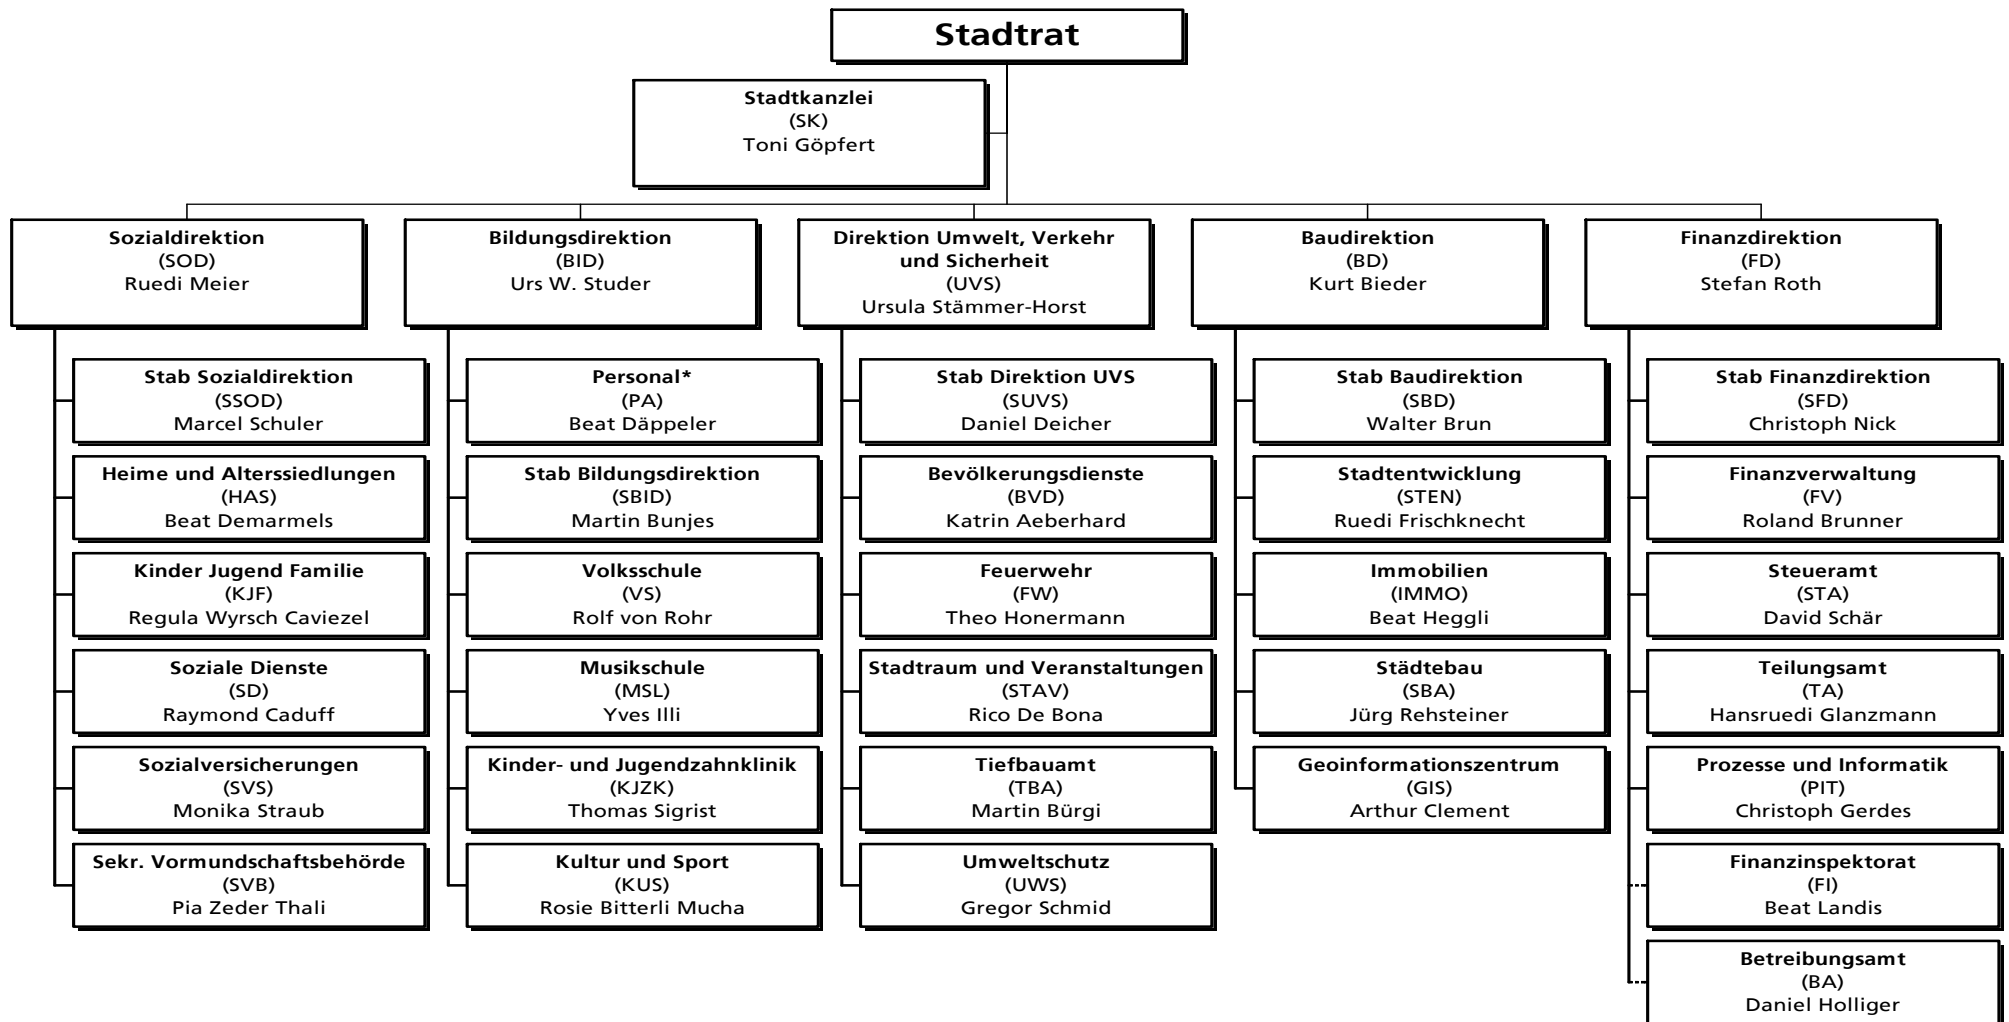 Stadtrat
Stadtkanzlei
(SK)
Toni Göpfert
Sozialdirektion
(SOD)
Ruedi Meier
Bildungsdirektion
(BID)
Urs W. Studer
Direktion Umwelt, Verkehr
und Sicherheit
(UVS)
Ursula Stämmer-Horst
Baudirektion
(BD)
Kurt Bieder
Finanzdirektion
(FD)
Stefan Roth
Stab Sozialdirektion
(SSOD)
Marcel Schuler
Heime und Alterssiedlungen
(HAS)
Beat Demarmels
Kinder Jugend Familie
(KJF)
Regula Wyrsch Caviezel
Soziale Dienste
(SD)
Raymond Caduff
Sozialversicherungen
(SVS)
Monika Straub
Sekr. Vormundschaftsbehörde
(SVB)
Pia Zeder Thali
Personal*
(PA)
Beat Däppeler
Stab Bildungsdirektion
(SBID)
Martin Bunjes
Volksschule
(VS)
Rolf von Rohr
Musikschule
(MSL)
Yves Illi
Kinder- und Jugendzahnklinik
(KJZK)
Thomas Sigrist
Kultur und Sport
(KUS)
Rosie Bitterli Mucha
Stab Direktion UVS
(SUVS)
Daniel Deicher
Bevölkerungsdienste
(BVD)
Katrin Aeberhard
Feuerwehr
(FW)
Theo Honermann
Stadtraum und Veranstaltungen
(STAV)
Rico De Bona
Tiefbauamt
(TBA)
Martin Bürgi
Umweltschutz
(UWS)
Gregor Schmid
Stab Baudirektion
(SBD)
Walter Brun
Stadtentwicklung
(STEN)
Ruedi Frischknecht
Immobilien
(IMMO)
Beat Heggli
Städtebau
(SBA)
Jürg Rehsteiner
Geoinformationszentrum
(GIS)
Arthur Clement
Stab Finanzdirektion
(SFD)
Christoph Nick
Finanzverwaltung
(FV)
Roland Brunner
Steueramt
(STA)
David Schär
Teilungsamt
(TA)
Hansruedi Glanzmann
Prozesse und Informatik
(PIT)
Christoph Gerdes
Finanzinspektorat
(FI)
Beat Landis
Betreibungsamt
(BA)
Daniel Holliger